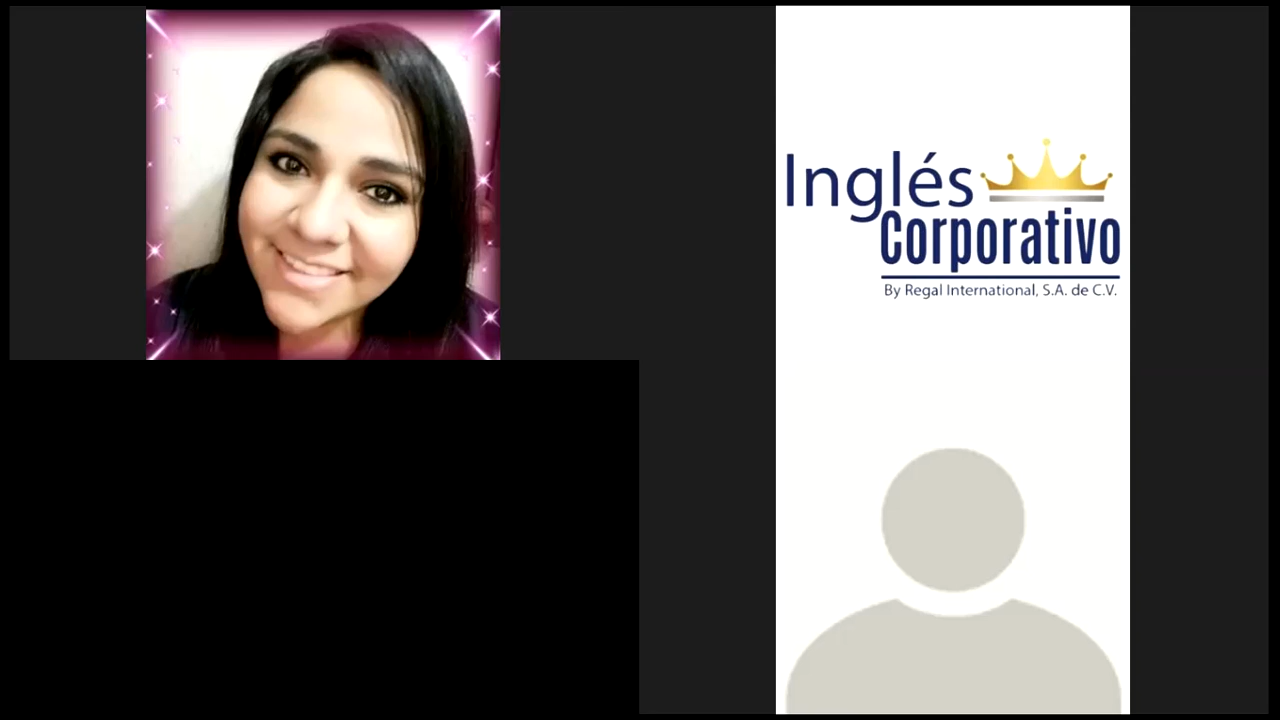 Inglés
Corporativo
By Regal International, S.A. de C.V.